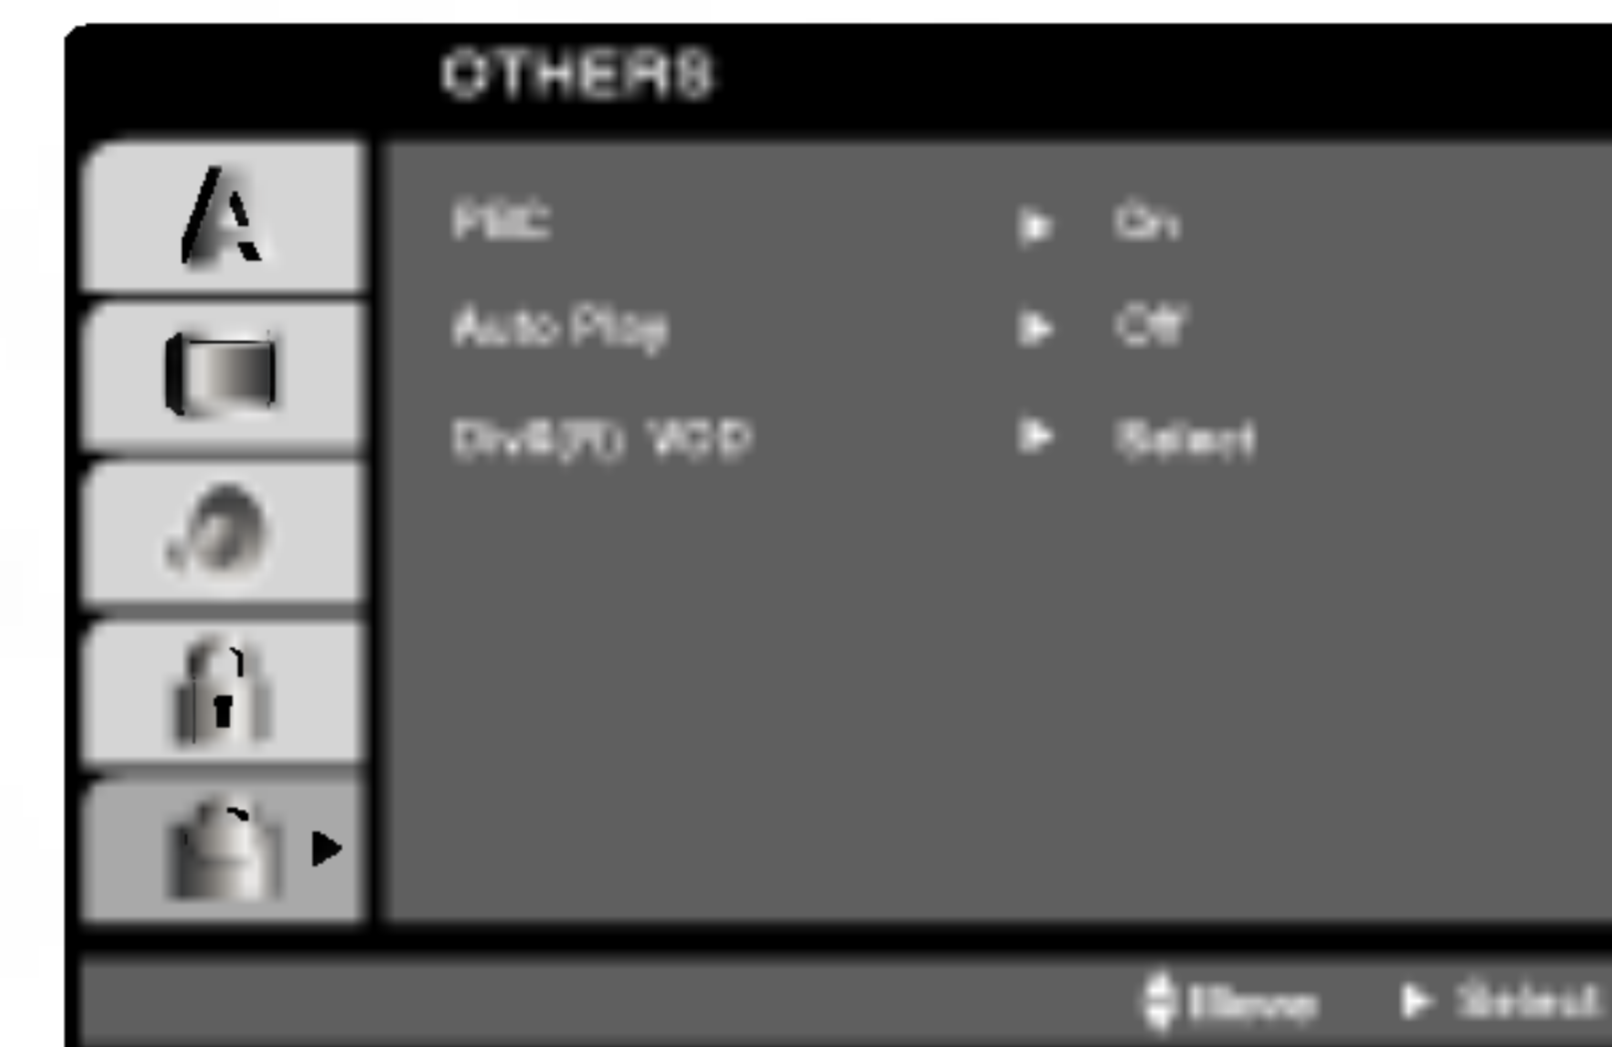 OTHERS
PBC On
Auto Play Off
DivX(R) VOD Select
Move Select